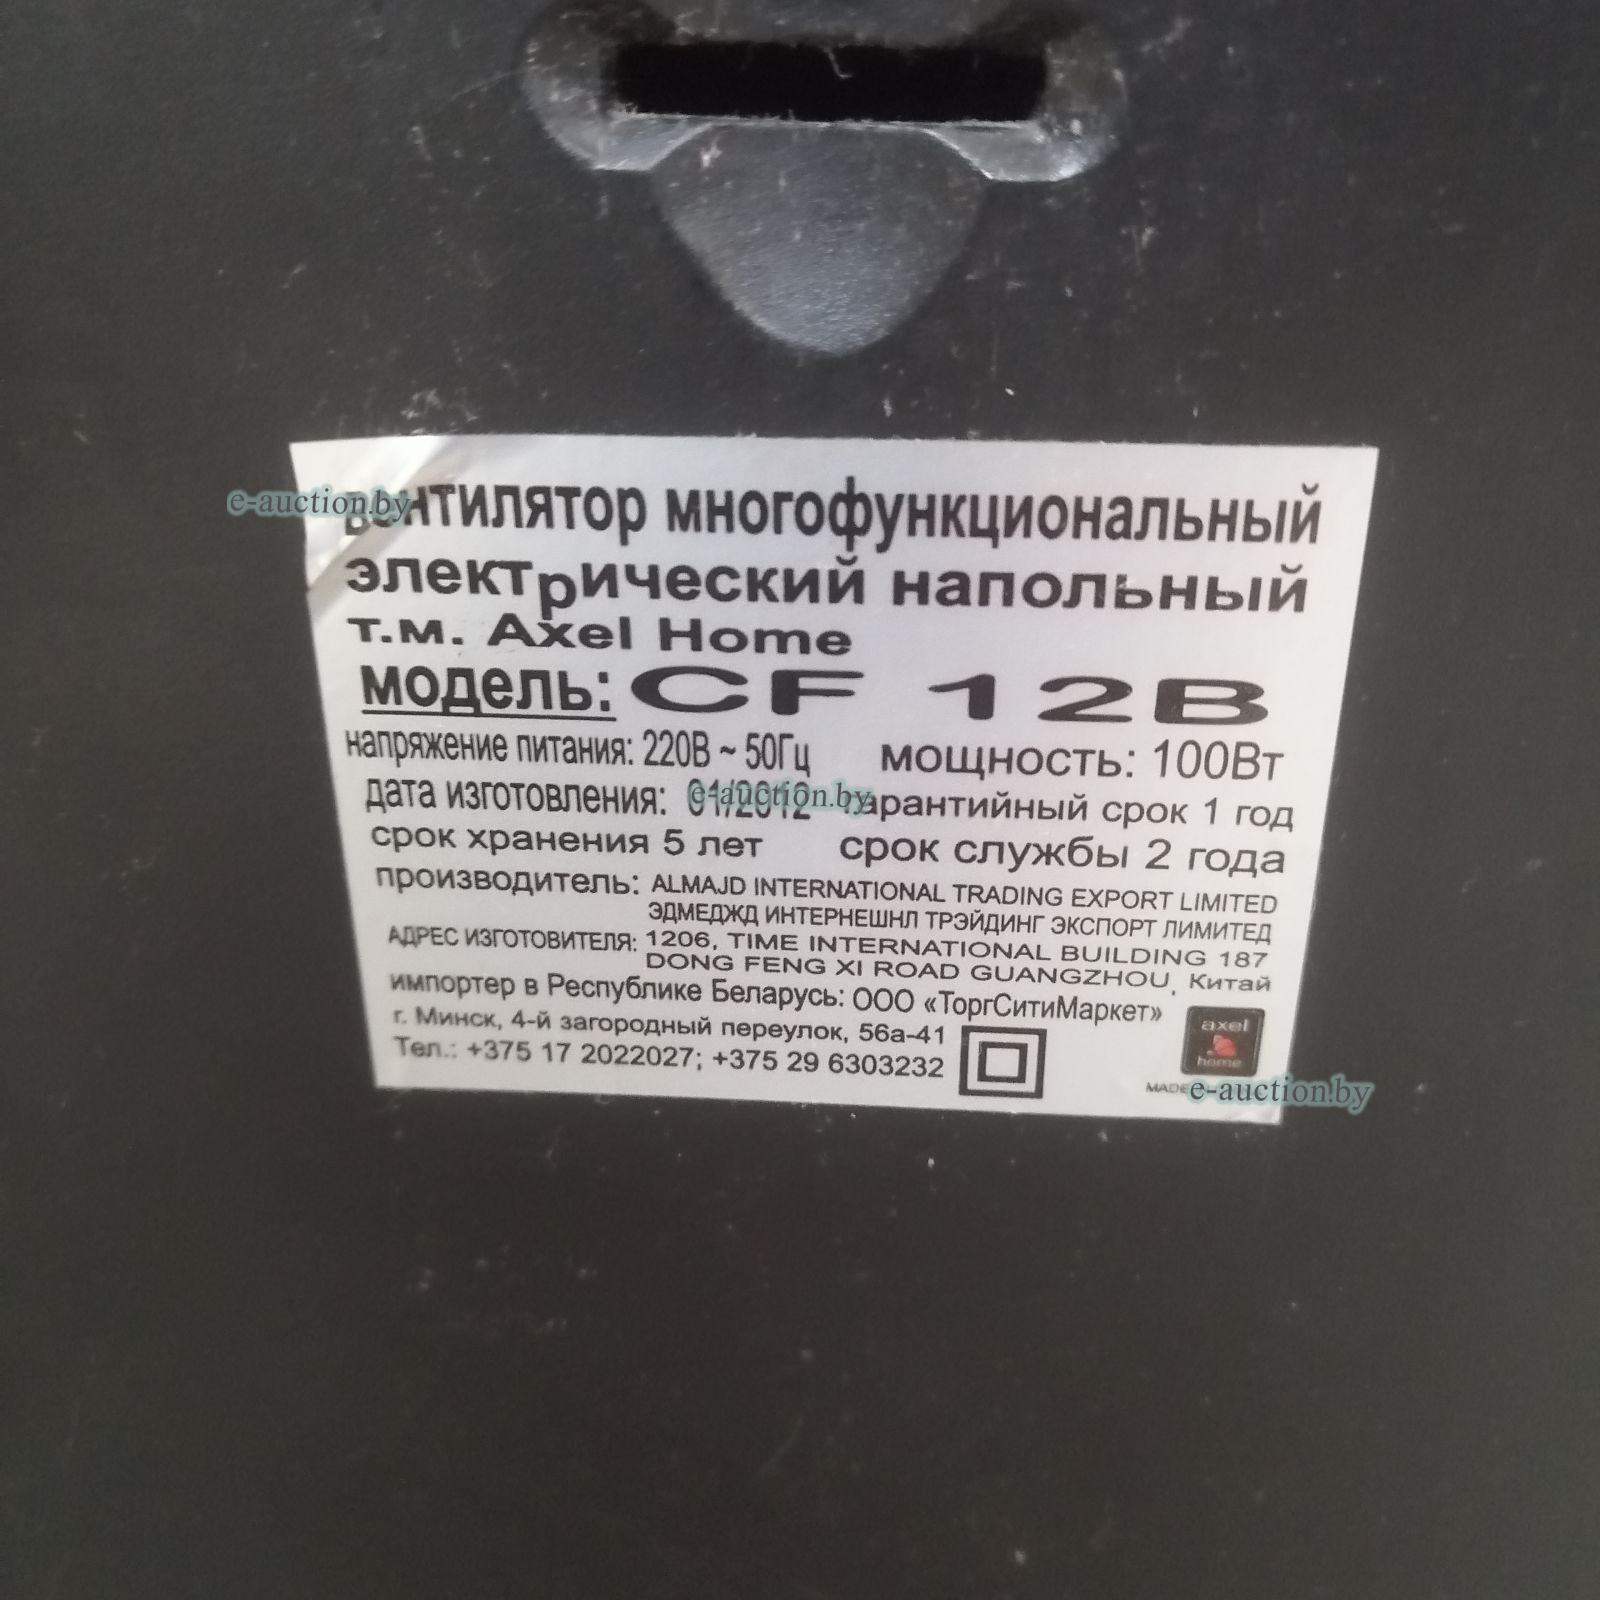 вентилятор многофункциональный
электрический напольный
т.м. Axel Home
модель: CF 12B
напряжение питания: 220В ~ 50Гц мощность: 100Вт
дата изготовления: 01/2012 гарантийный срок 1 год
срок хранения 5 лет срок службы 2 года
производитель: ALMAJD INTERNATIONAL TRADING EXPORT LIMITED
ЭДМЕДЖД ИНТЕРНЕШНЛ ТРЭЙДИНГ ЭКСПОРТ ЛИМИТЕД
АДРЕС ИЗГОТОВИТЕЛЯ: 1206, TIME INTERNATIONAL BUILDING 187
DONG FENG XI ROAD GUANGZHOU, Китай
импортер в Республике Беларусь: ООО «ТоргСитиМаркет»
г. Минск, 4-й загородный переулок, 56а-41
Тел.: +375 17 2022027; +375 29 6303232
axel
home
MADE
e-auction.by
e-auction.by
e-auction.by